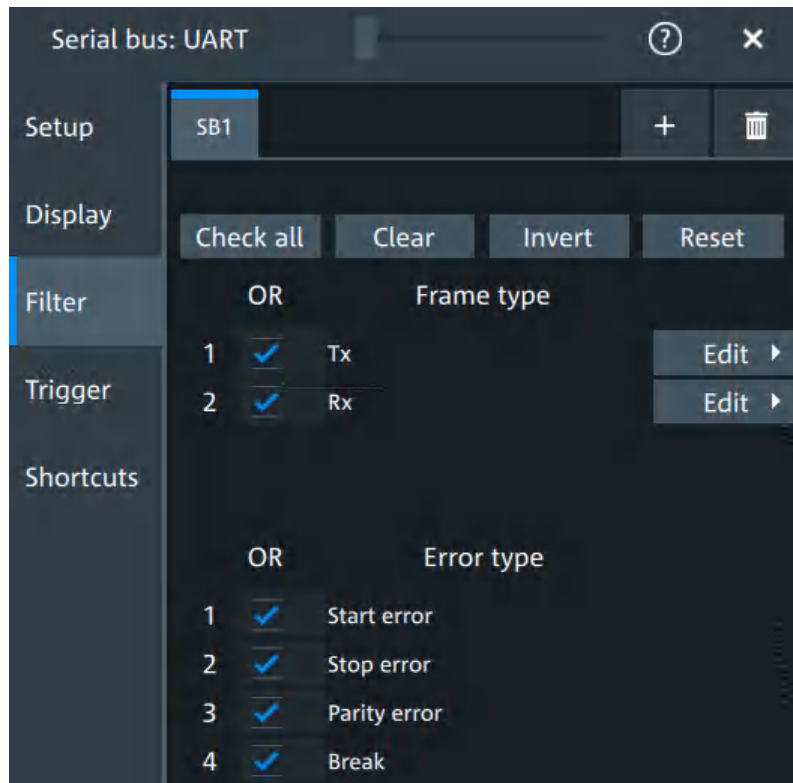 Serial bus: UART ? ×
Setup SB1 +
Display
Check all Clear Invert Reset
Filter OR Frame type
1 Tx Edit
Trigger 2 Rx Edit
Shortcuts
OR Error type
1 Start error
2 Stop error
3 Parity error
4 Break